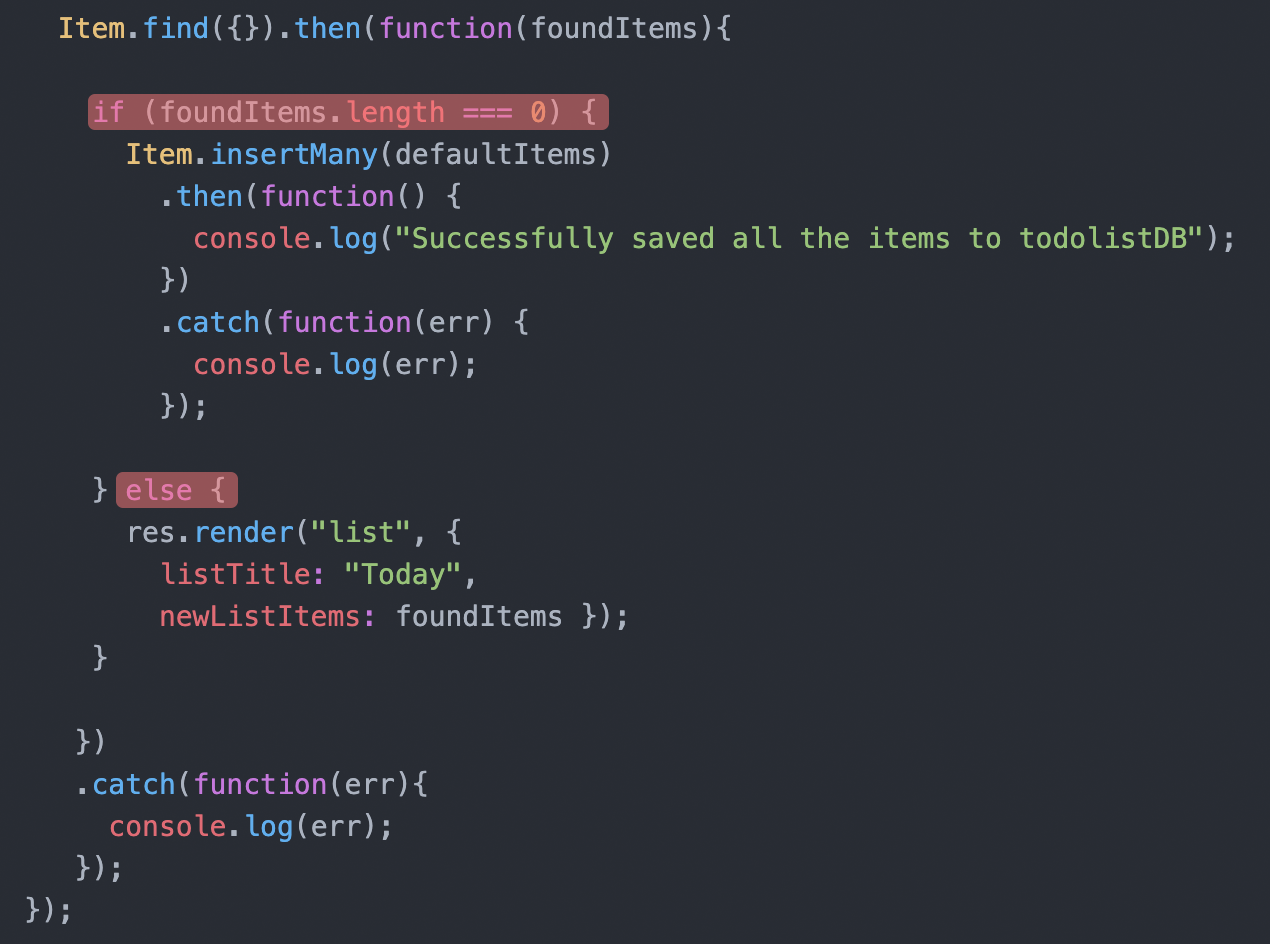 Item.find({}).then(function(foundItems){
if (foundItems.length === 0) {
Item.insertMany(defaultItems)
.then(function() {
console.log("Successfully saved all the items to todolistDB");
})
.catch(function(err) {
console.log(err);
});
} else {
res.render("list", {
listTitle: "Today",
newListItems: foundItems });
}
})
.catch(function(err){
console.log(err);
});
});